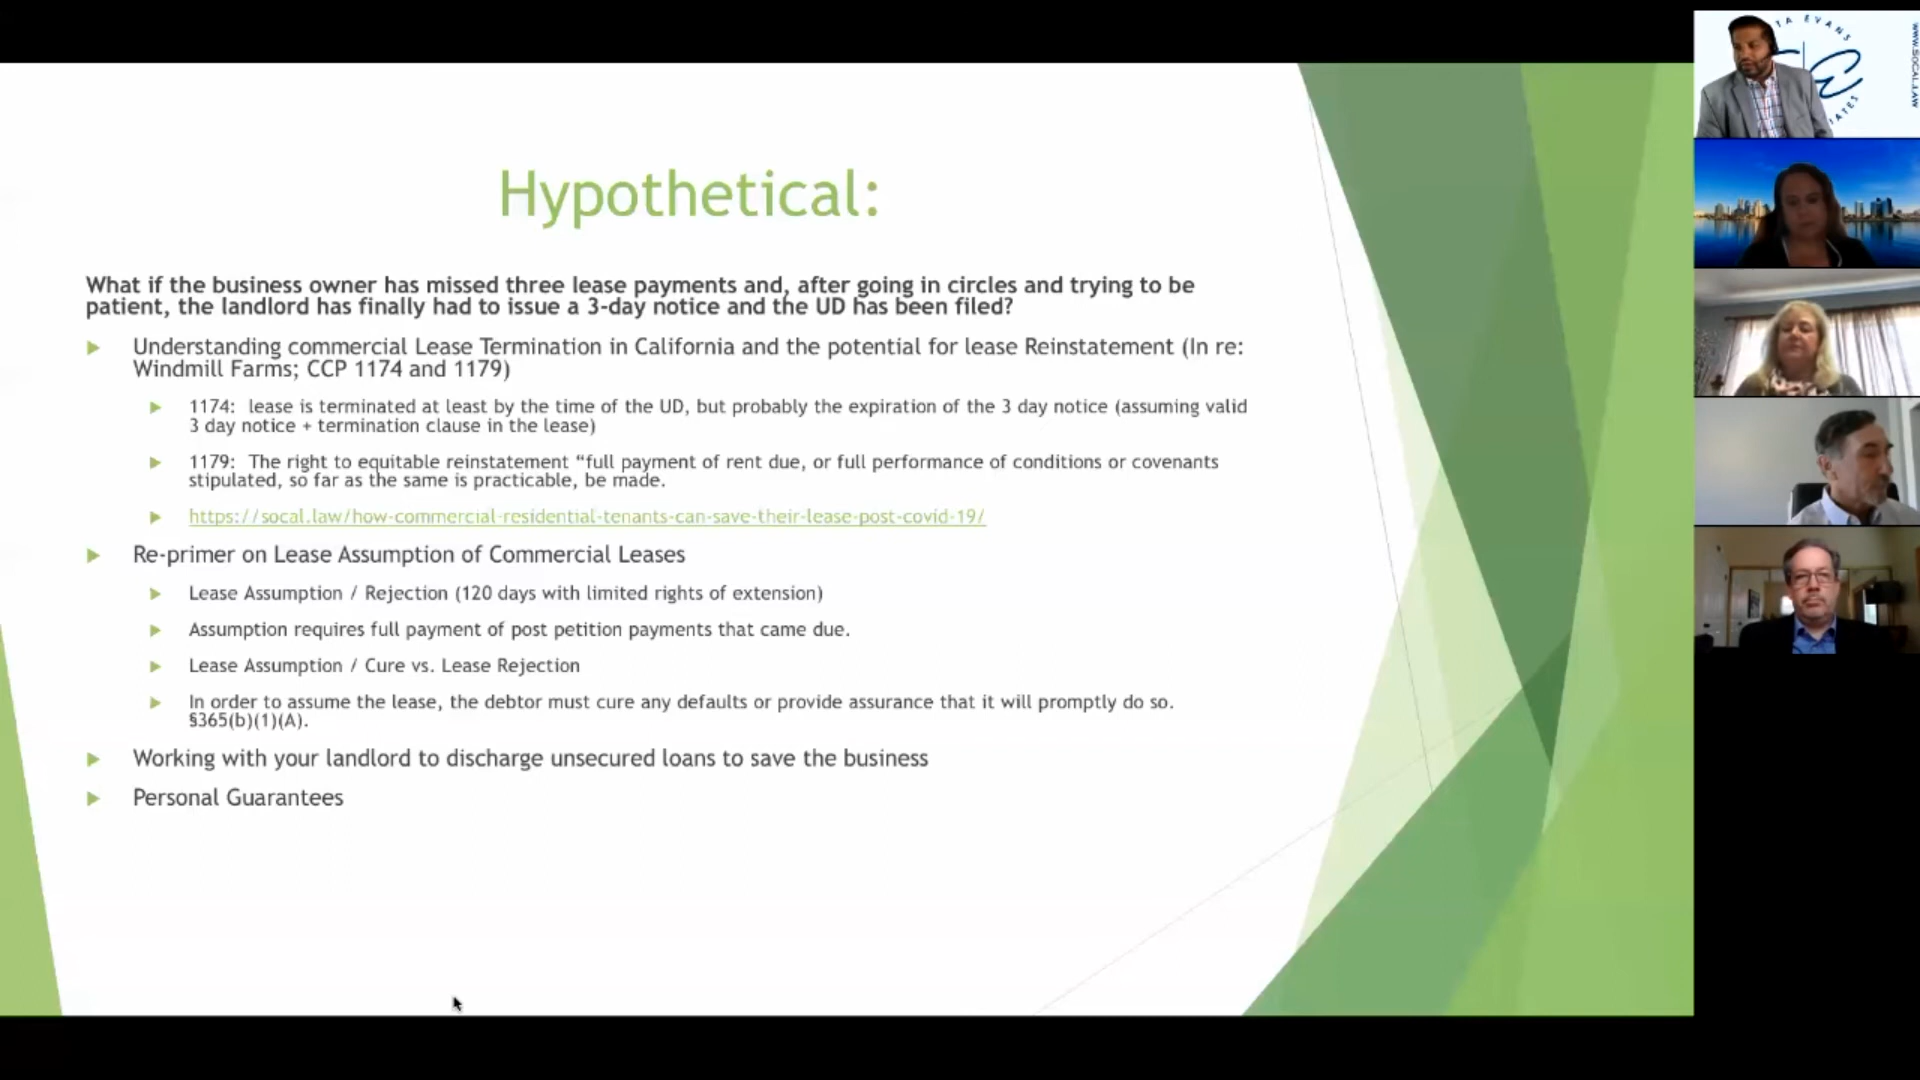 Hypothetical:
What if the business owner has missed three lease payments and, after going in circles and trying to be
patient, the landlord has finally had to issue a 3-day notice and the UD has been filed?
Understanding commercial Lease Termination in California and the potential for lease Reinstatement (In re:
Windmill Farms; CCP 1174 and 1179)
1174: lease is terminated at least by the time of the UD, but probably the expiration of the 3 day notice (assuming valid
3 day notice + termination clause in the lease)
1179: The right to equitable reinstatement “full payment of rent due, or full performance of conditions or covenants
stipulated, so far as the same is practicable, be made.
https://socal.law/how-commercial-residential-tenants-can-save-their-lease-post-covid-19/
Re-primer on Lease Assumption of Commercial Leases
Lease Assumption / Rejection (120 days with limited rights of extension)
Assumption requires full payment of post petition payments that came due.
Lease Assumption / Cure vs. Lease Rejection
In order to assume the lease, the debtor must cure any defaults or provide assurance that it will promptly do so.
§365(b)(1)(A).
Working with your landlord to discharge unsecured loans to save the business
Personal Guarantees
EVANS
WWW.SOCAL.LAW